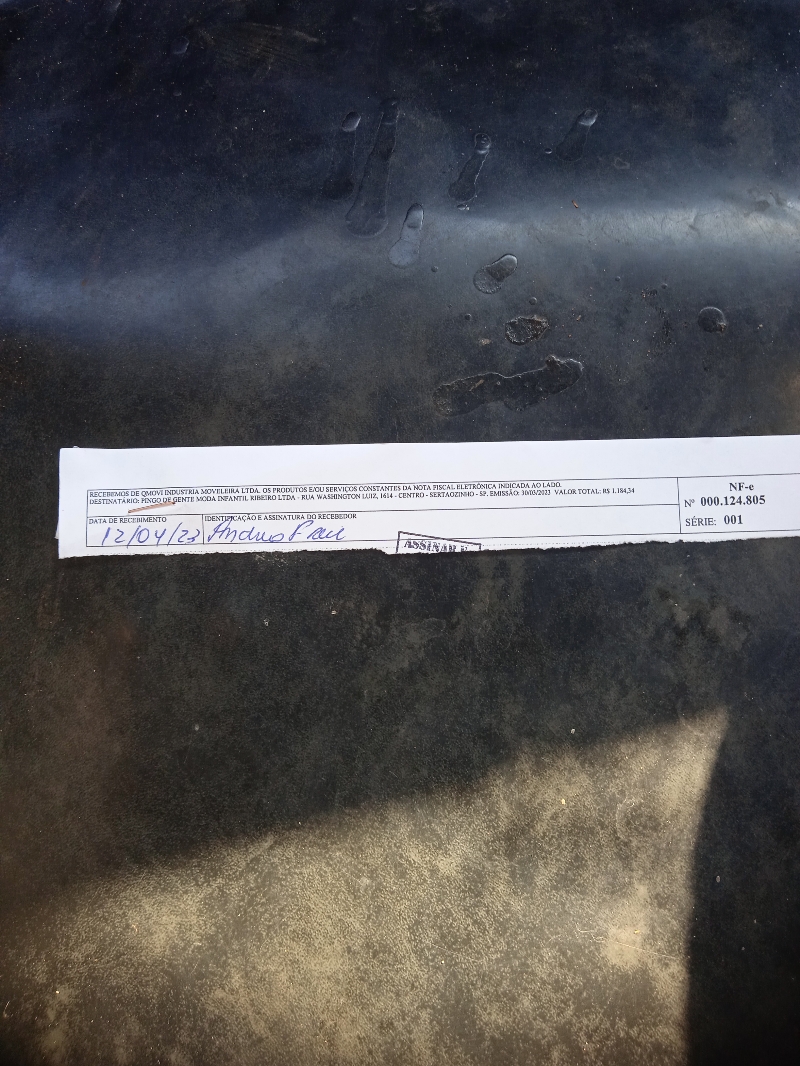 RECEBEMOS DE QMOVI INDUSTRIA MOVELEIRA LTDA. OS PRODUTOS E/OU SERVIÇOS CONSTANTES DA NOTA FISCAL ELETRÔNICA INDICADA AO LADO.
DESTINATÁRIO: PINGO DE GENTE MODA INFANTIL RIBEIRO LTDA - RUA WASHINGTON LUIZ, 1614 - CENTRO - SERTAOZINHO - SP. EMISSÃO: 30/03/2023 VALOR TOTAL: R$ 1.184,34
DATA DE RECEBIMENTO
12/04/23
IDENTIFICAÇÃO E ASSINATURA DO RECEBEDOR
NF-e
Nº 000.124.805
SÉRIE: 001
ASSINAR E